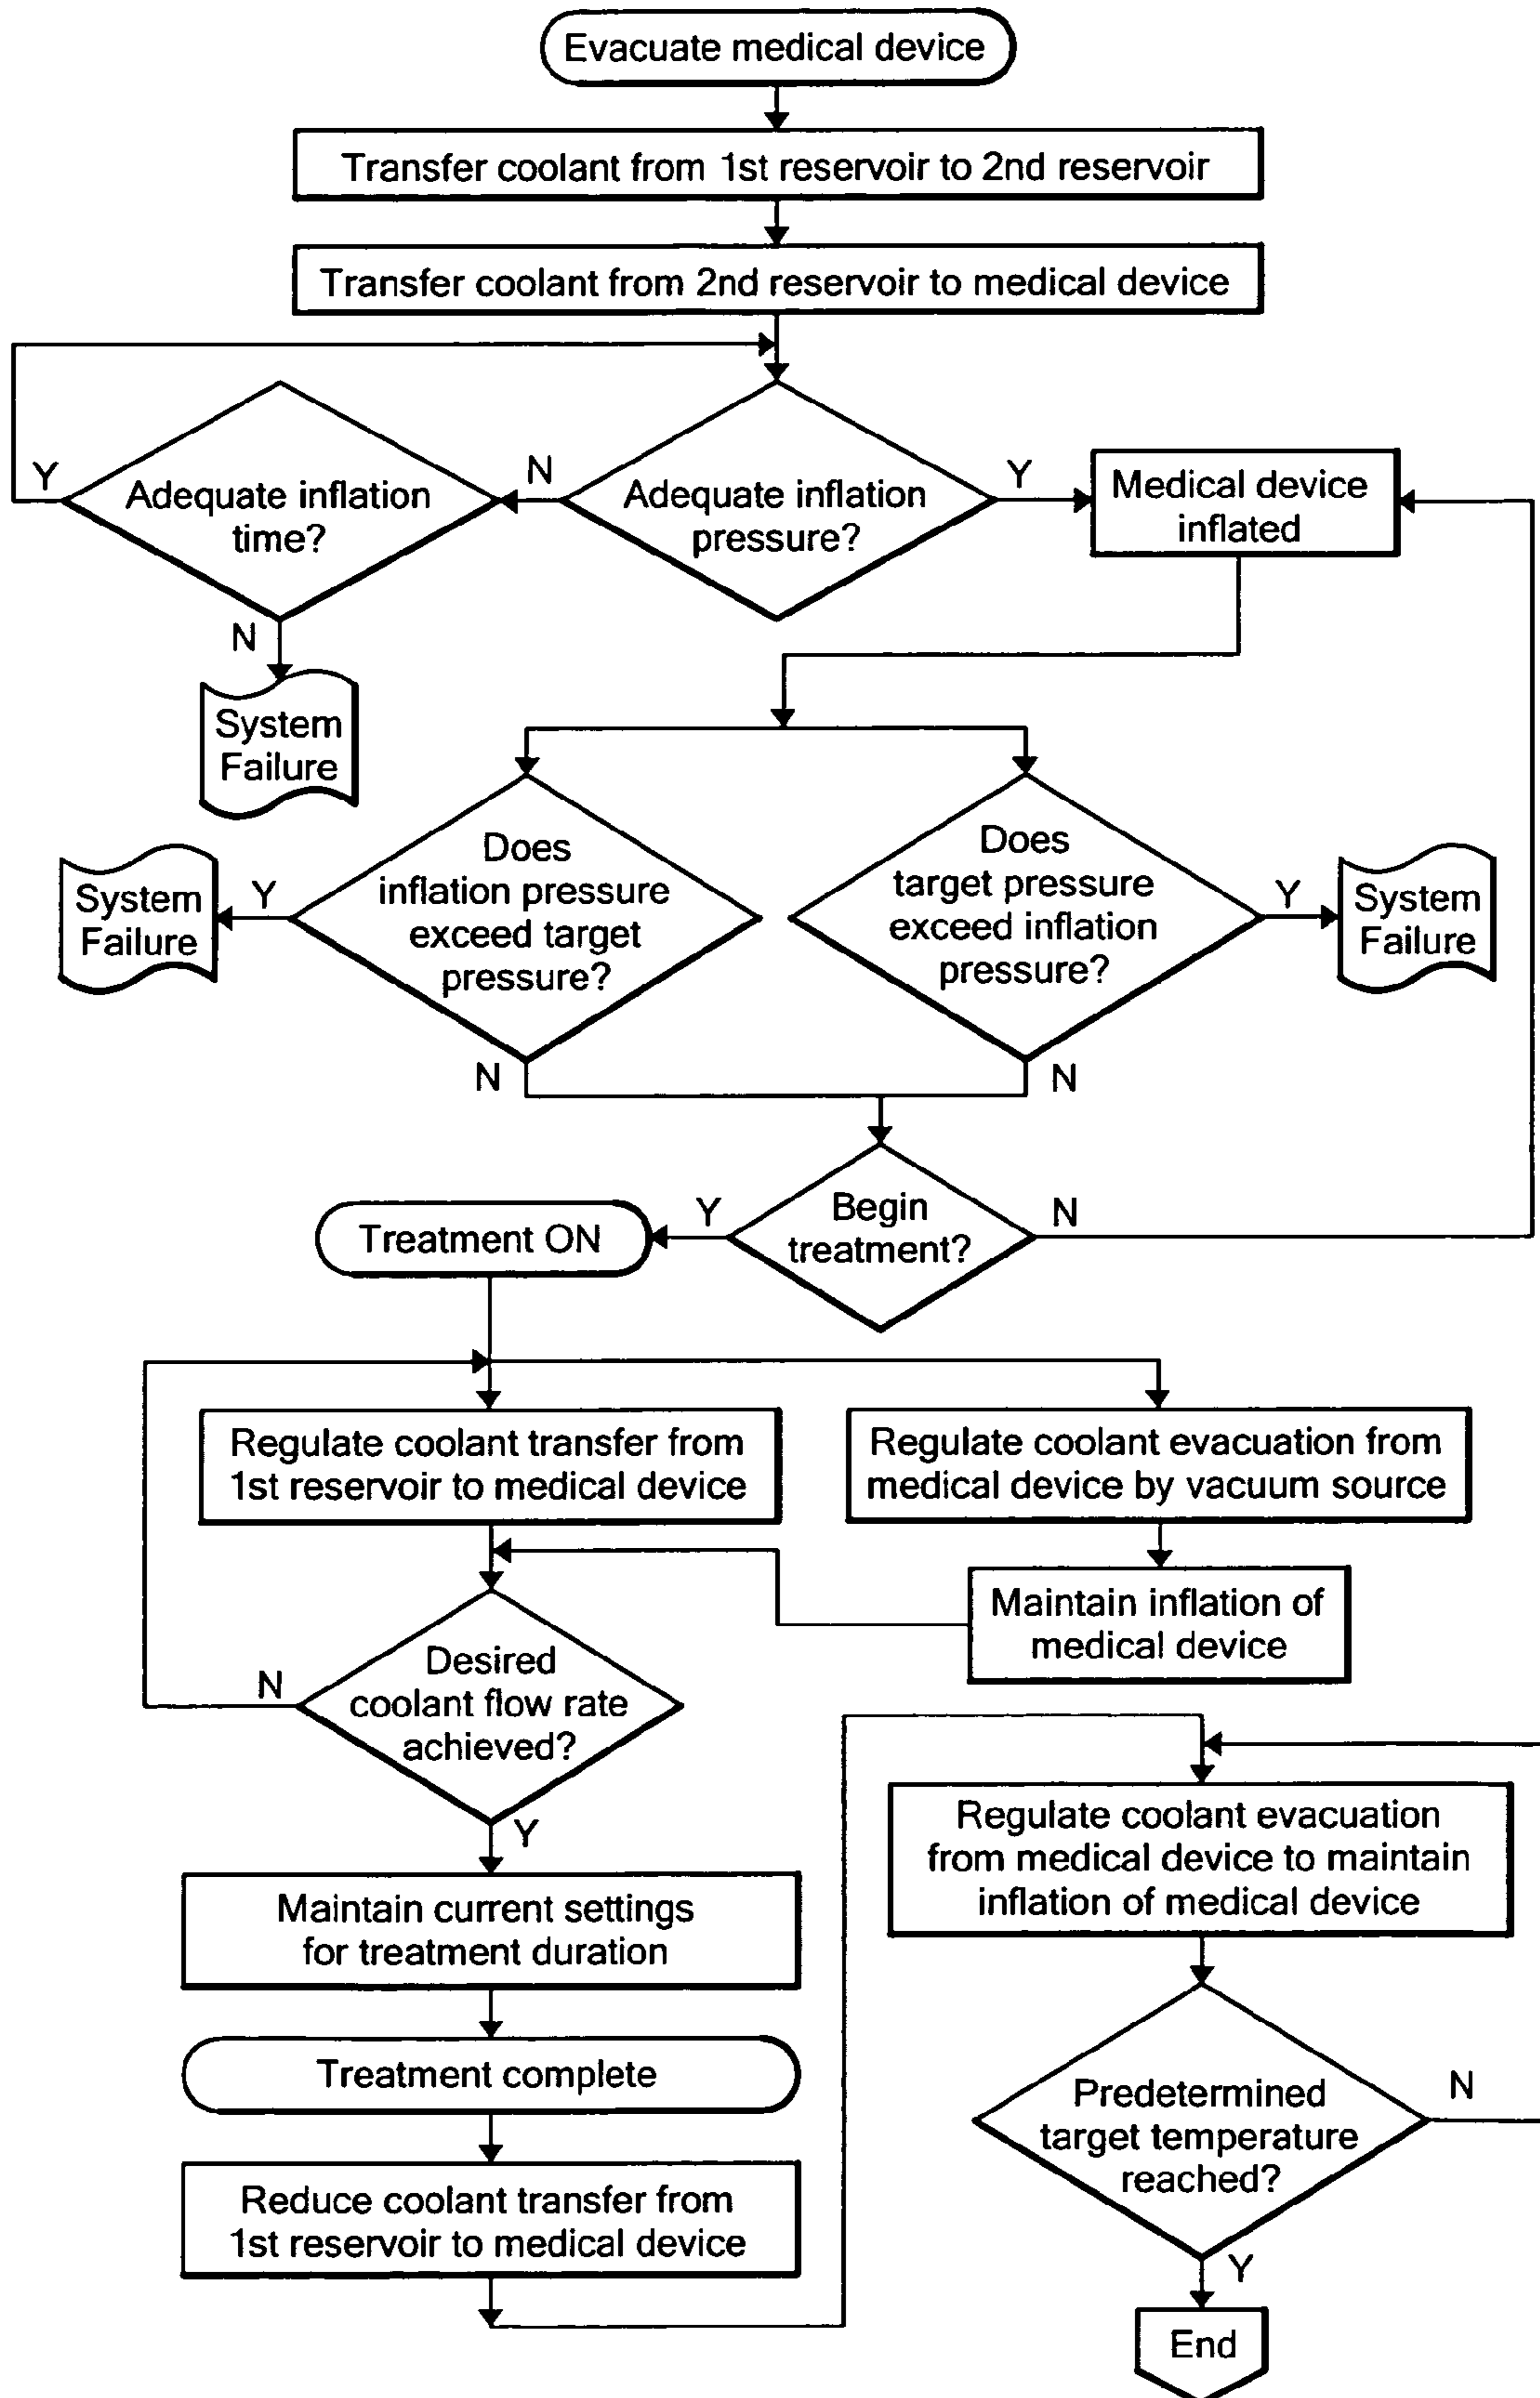 Evacuate medical device
Transfer coolant from 1st reservoir to 2nd reservoir
Transfer coolant from 2nd reservoir to medical device
Y
Adequate inflation
time?
N
Adequate inflation
pressure?
Y
Medical device
inflated
N
System
Failure
System
Failure
Y
Does
inflation pressure
exceed target
pressure?
Does
target pressure
exceed inflation
pressure?
Y
System
Failure
N
N
Treatment ON
Y
Begin
treatment?
N
Regulate coolant transfer from
1st reservoir to medical device
Regulate coolant evacuation from
medical device by vacuum source
Maintain inflation of
medical device
N
Desired
coolant flow rate
achieved?
Y
Maintain current settings
for treatment duration
Treatment complete
Reduce coolant transfer from
1st reservoir to medical device
Regulate coolant evacuation
from medical device to maintain
inflation of medical device
Predetermined
target temperature
reached?
N
Y
End